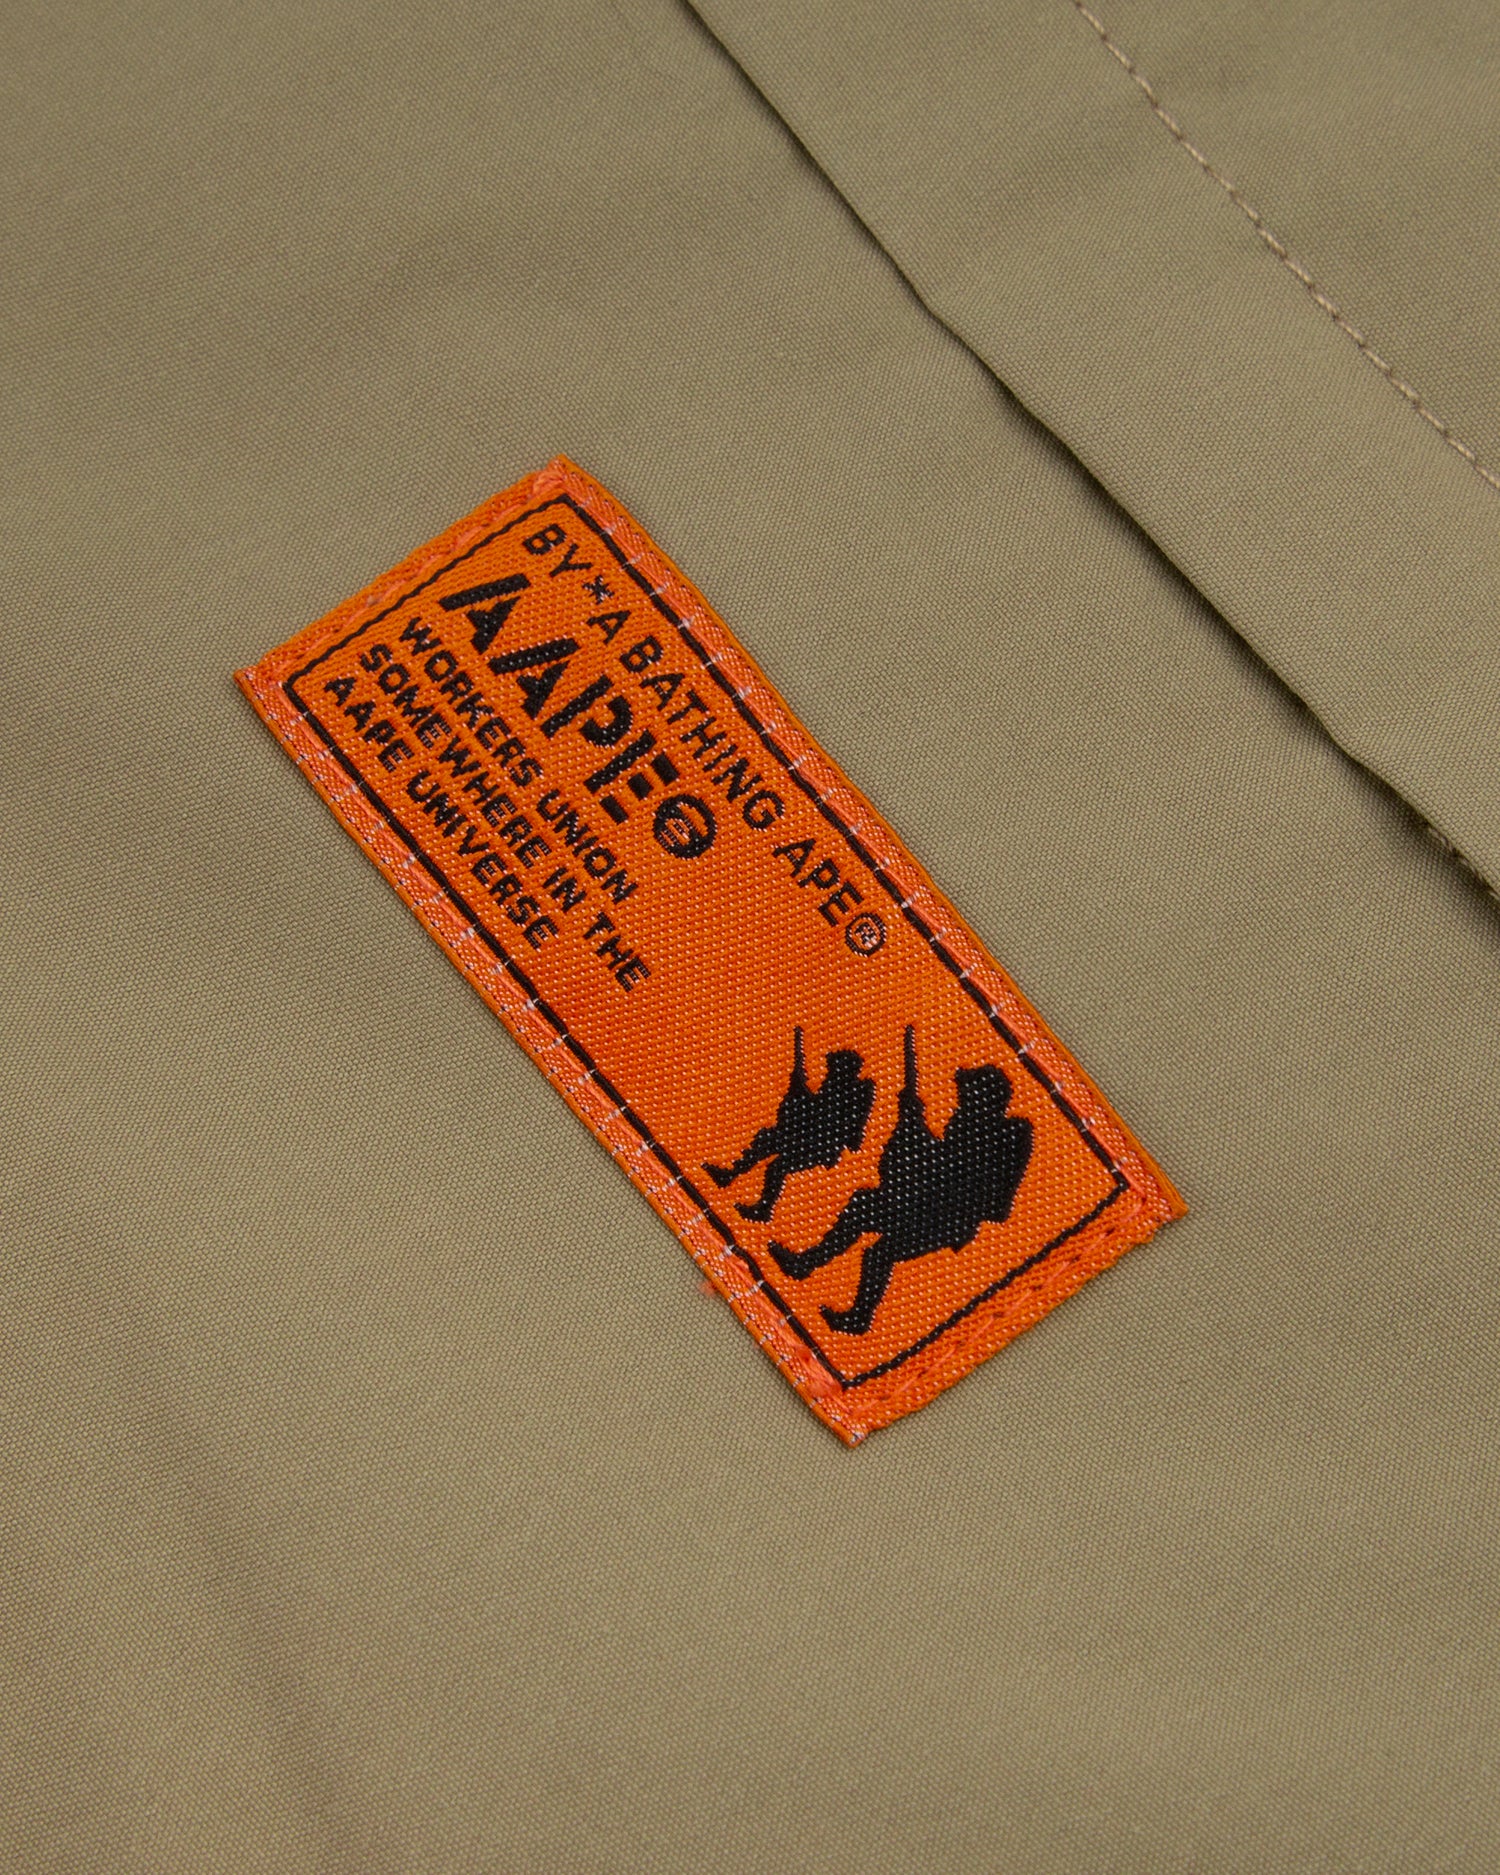 BY *A BATHING APE®
AAPE
WORKERS UNION
SOMEWHERE IN THE
AAPE UNIVERSE